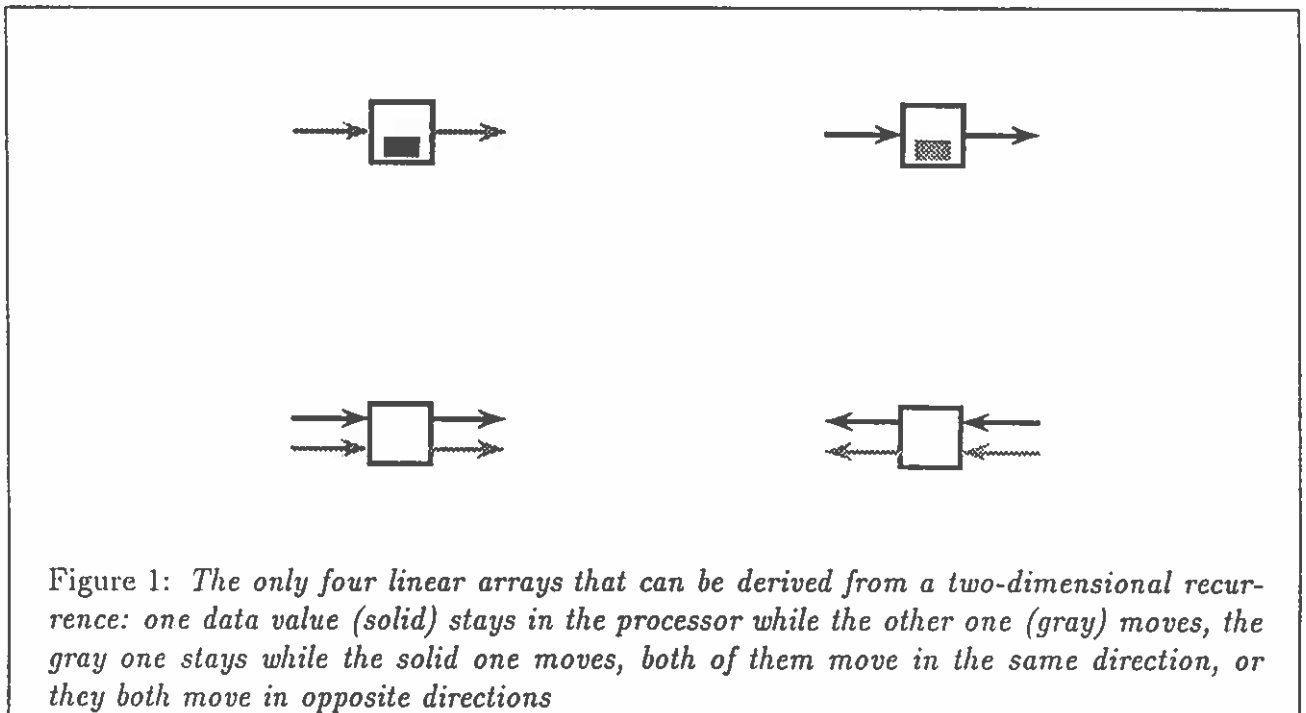 Figure 1: The only four linear arrays that can be derived from a two-dimensional recur-
rence: one data value (solid) stays in the processor while the other one (gray) moves, the
gray one stays while the solid one moves, both of them move in the same direction, or
they both move in opposite directions